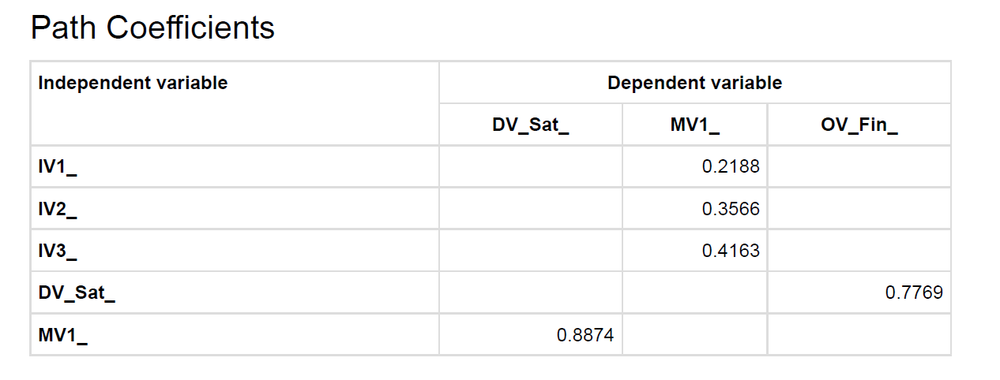 Path Coefficients
Independent variable Dependent variable
DV_Sat_ MV1_ OV_Fin_
IV1_ 0.2188
IV2_ 0.3566
IV3_ 0.4163
DV_Sat_ 0.7769
MV1_ 0.8874